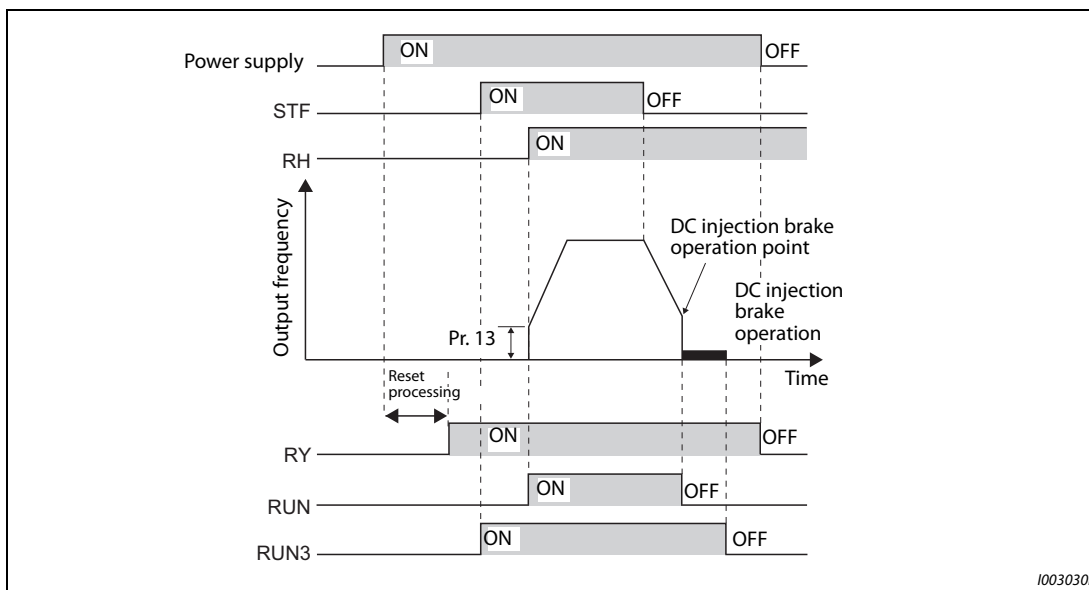 Power supply
ON
OFF
STF
ON
OFF
RH
ON
Output frequency
DC injection brake
operation point
DC injection
brake
operation
Pr. 13
Time
Reset
processing
RY
ON
OFF
RUN
ON
OFF
RUN3
ON
OFF